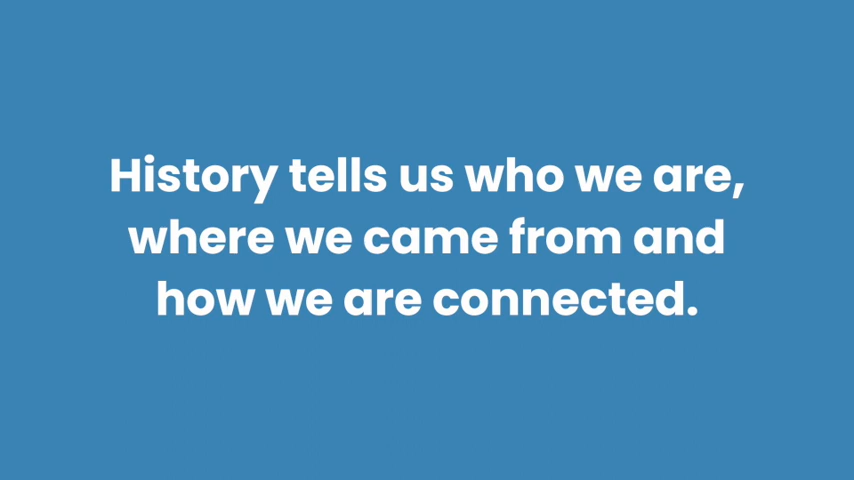 History tells us who we are,
where we came from and
how we are connected.